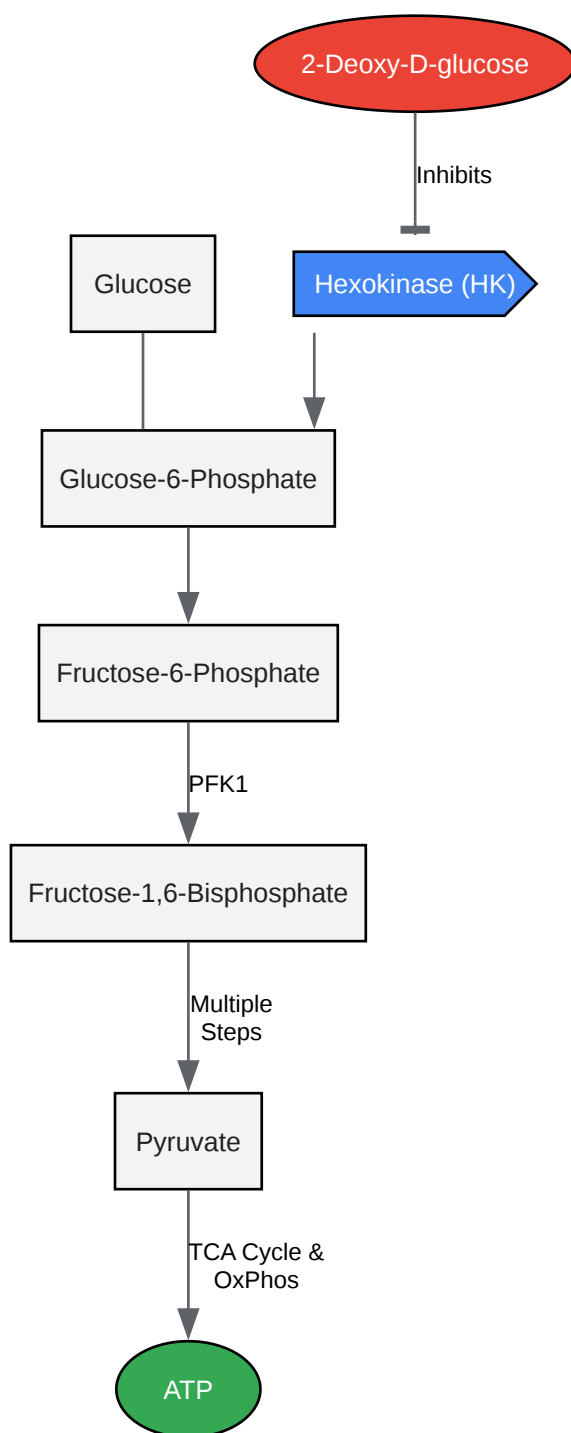 2-Deoxy-D-glucose
Inhibits
Glucose
Hexokinase (HK)
Glucose-6-Phosphate
Fructose-6-Phosphate
PFK1
Fructose-1,6-Bisphosphate
Multiple
Steps
Pyruvate
TCA Cycle &
OxPhos
ATP